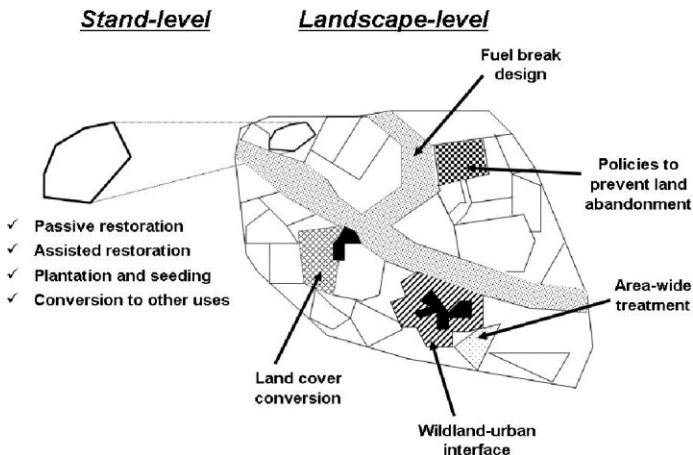 Stand-level
Landscape-level
Fuel break
design
Policies to
prevent land
abandonment
✓ Passive restoration
✓ Assisted restoration
✓ Plantation and seeding
✓ Conversion to other uses
Area-wide
treatment
Land cover
conversion
Wildland-urban
interface